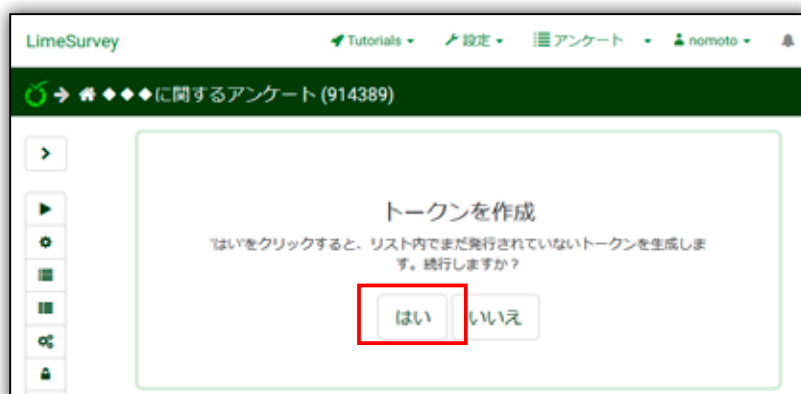 LimeSurvey
Tutorials
設定
アンケート
nomoto
◆◆◆に関するアンケート (914389)
トークンを作成
'はい'をクリックすると、リスト内でまだ発行されていないトークンを生成しま
す。続行しますか？
はい
いいえ